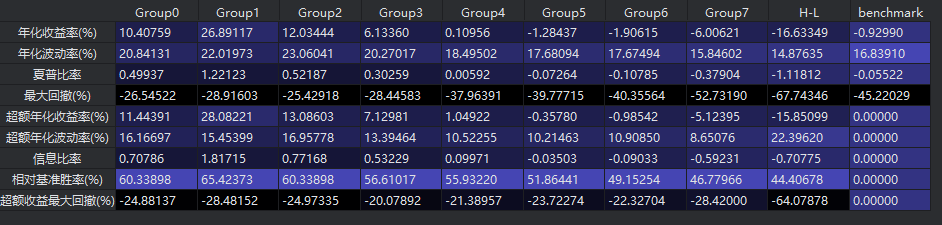 Group0 Group1 Group2 Group3 Group4 Group5 Group6 Group7 H-L benchmark
年化收益率(%) 10.40759 26.89117 12.03444 6.13360 0.10956 -1.28437 -1.90615 -6.00621 -16.63349 -0.92990
年化波动率(%) 20.84131 22.01973 23.06041 20.27017 18.49502 17.68094 17.67494 15.84602 14.87635 16.83910
夏普比率 0.49937 1.22123 0.52187 0.30259 0.00592 -0.07264 -0.10785 -0.37904 -1.11812 -0.05522
最大回撤(%) -26.54522 -28.91603 -25.42918 -28.44583 -37.96391 -39.77715 -40.35564 -52.73190 -67.74346 -45.22029
超额年化收益率(%) 11.44391 28.08221 13.08603 7.12981 1.04922 -0.35780 -0.98542 -5.12395 -15.85099 0.00000
超额年化波动率(%) 16.16697 15.45399 16.95778 13.39464 10.52255 10.21463 10.90850 8.65076 22.39620 0.00000
信息比率 0.70786 1.81715 0.77168 0.53229 0.09971 -0.03503 -0.09033 -0.59231 -0.70775 0.00000
相对基准胜率(%) 60.33898 65.42373 60.33898 56.61017 55.93220 51.86441 49.15254 46.77966 44.40678 0.00000
超额收益最大回撤(%) -24.88137 -28.48152 -24.97335 -20.07892 -21.38957 -23.72274 -22.32704 -28.42000 -64.07878 0.00000